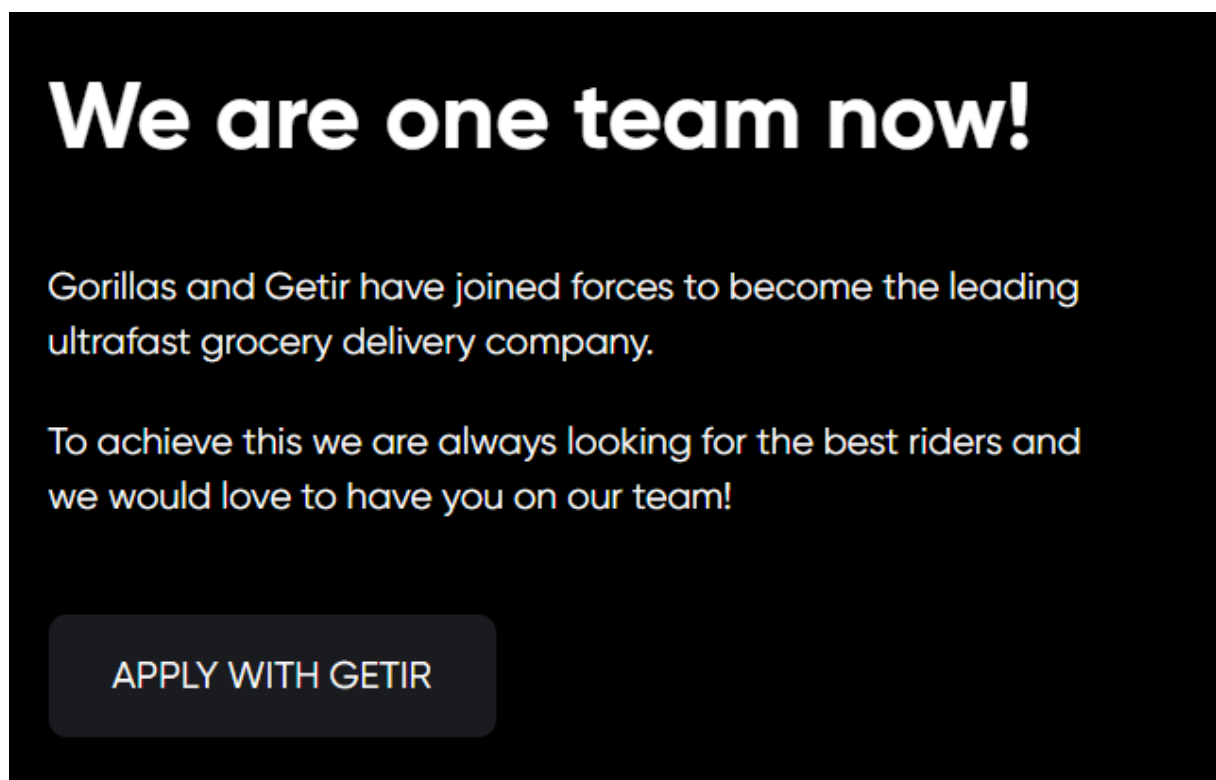 We are one team now!
Gorillas and Getir have joined forces to become the leading
ultrafast grocery delivery company.
To achieve this we are always looking for the best riders and
we would love to have you on our team!
APPLY WITH GETIR